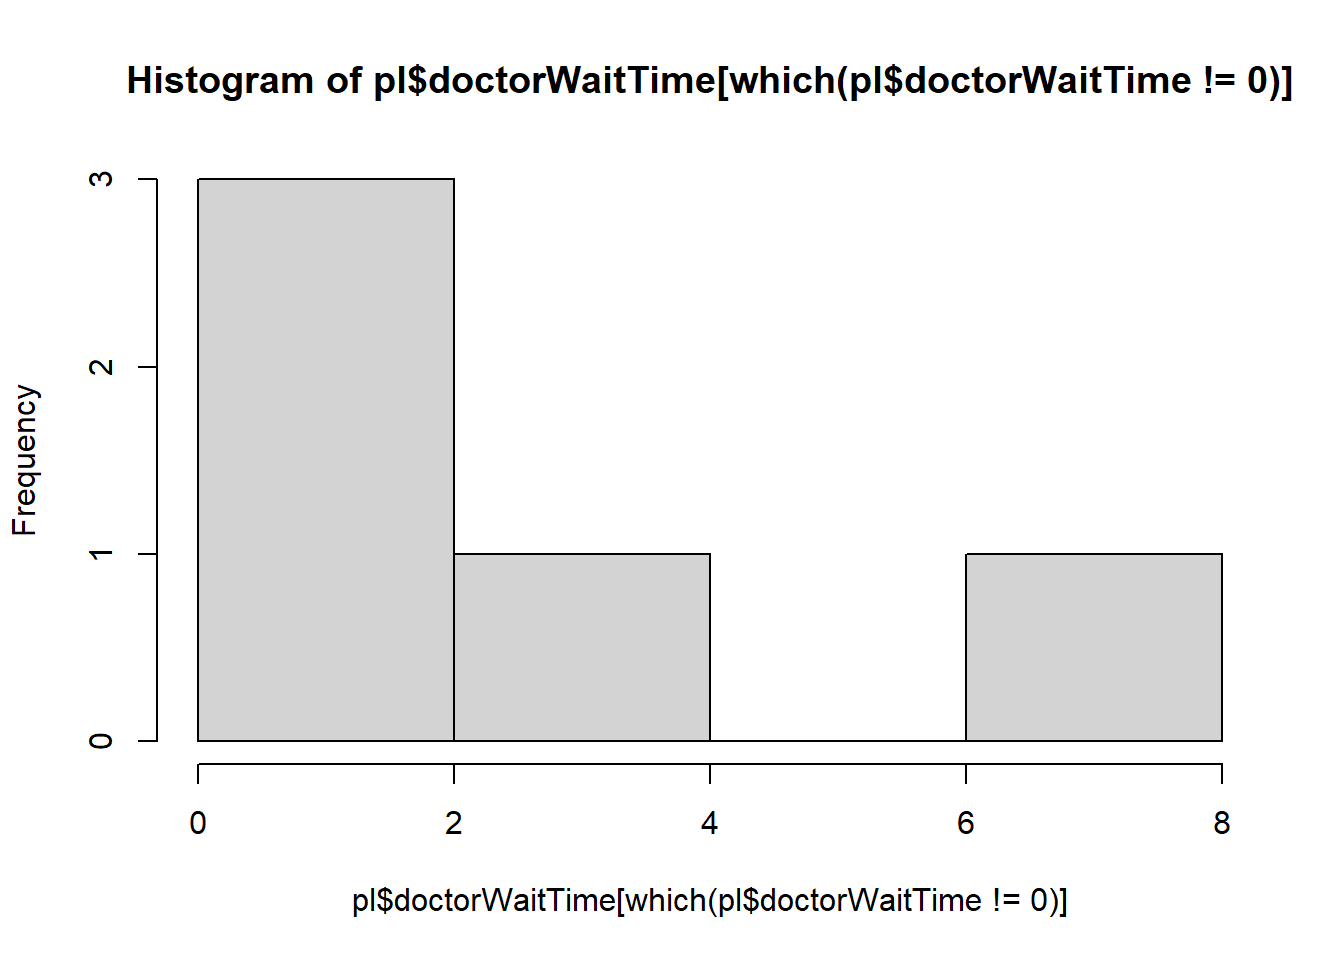 Histogram of pl$doctorWaitTime[which(pl$doctorWaitTime != 0)]
3
2
1
0
Frequency
0 2 4 6 8
pl$doctorWaitTime[which(pl$doctorWaitTime != 0)]